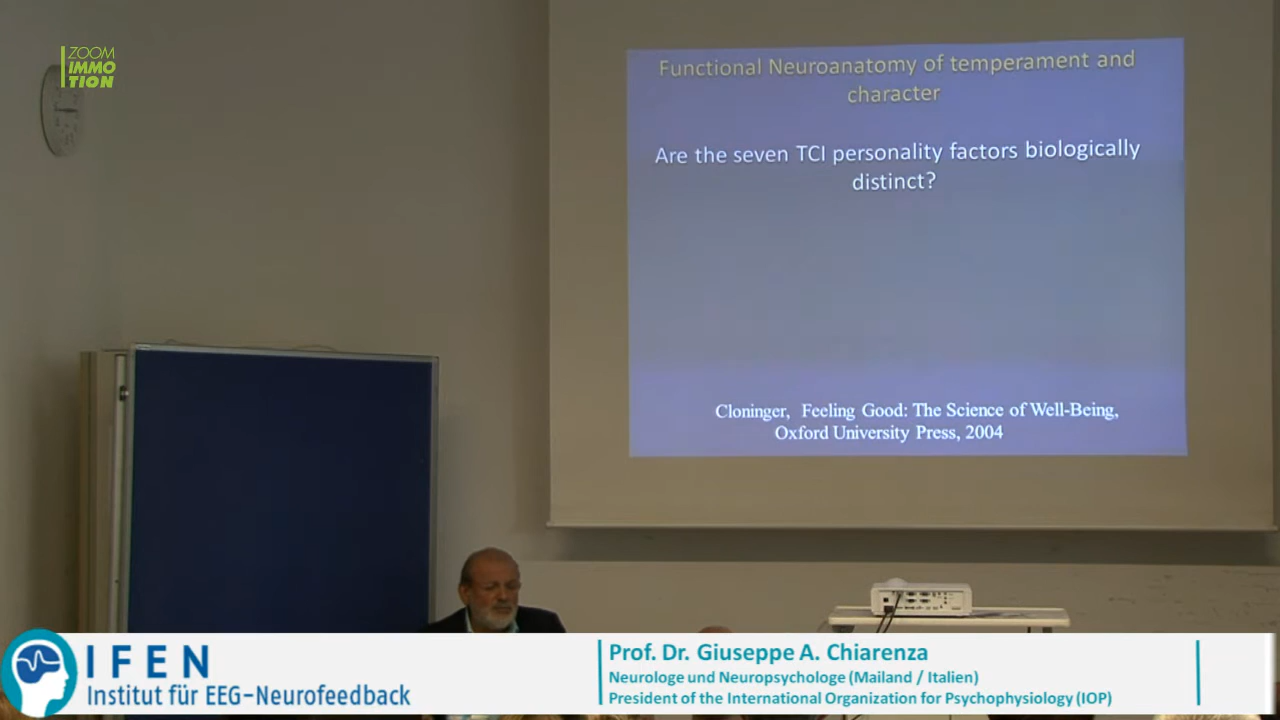 ZOOM
IMMO
TION
Functional Neuroanatomy of temperament and
character
Are the seven TCI personality factors biologically
distinct?
Cloninger, Feeling Good: The Science of Well-Being,
Oxford University Press, 2004
IFEN
Institut für EEG-Neurofeedback
Prof. Dr. Giuseppe A. Chiarenza
Neurologe und Neuropsychologe (Mailand / Italien)
President of the International Organization for Psychophysiology (IOP)